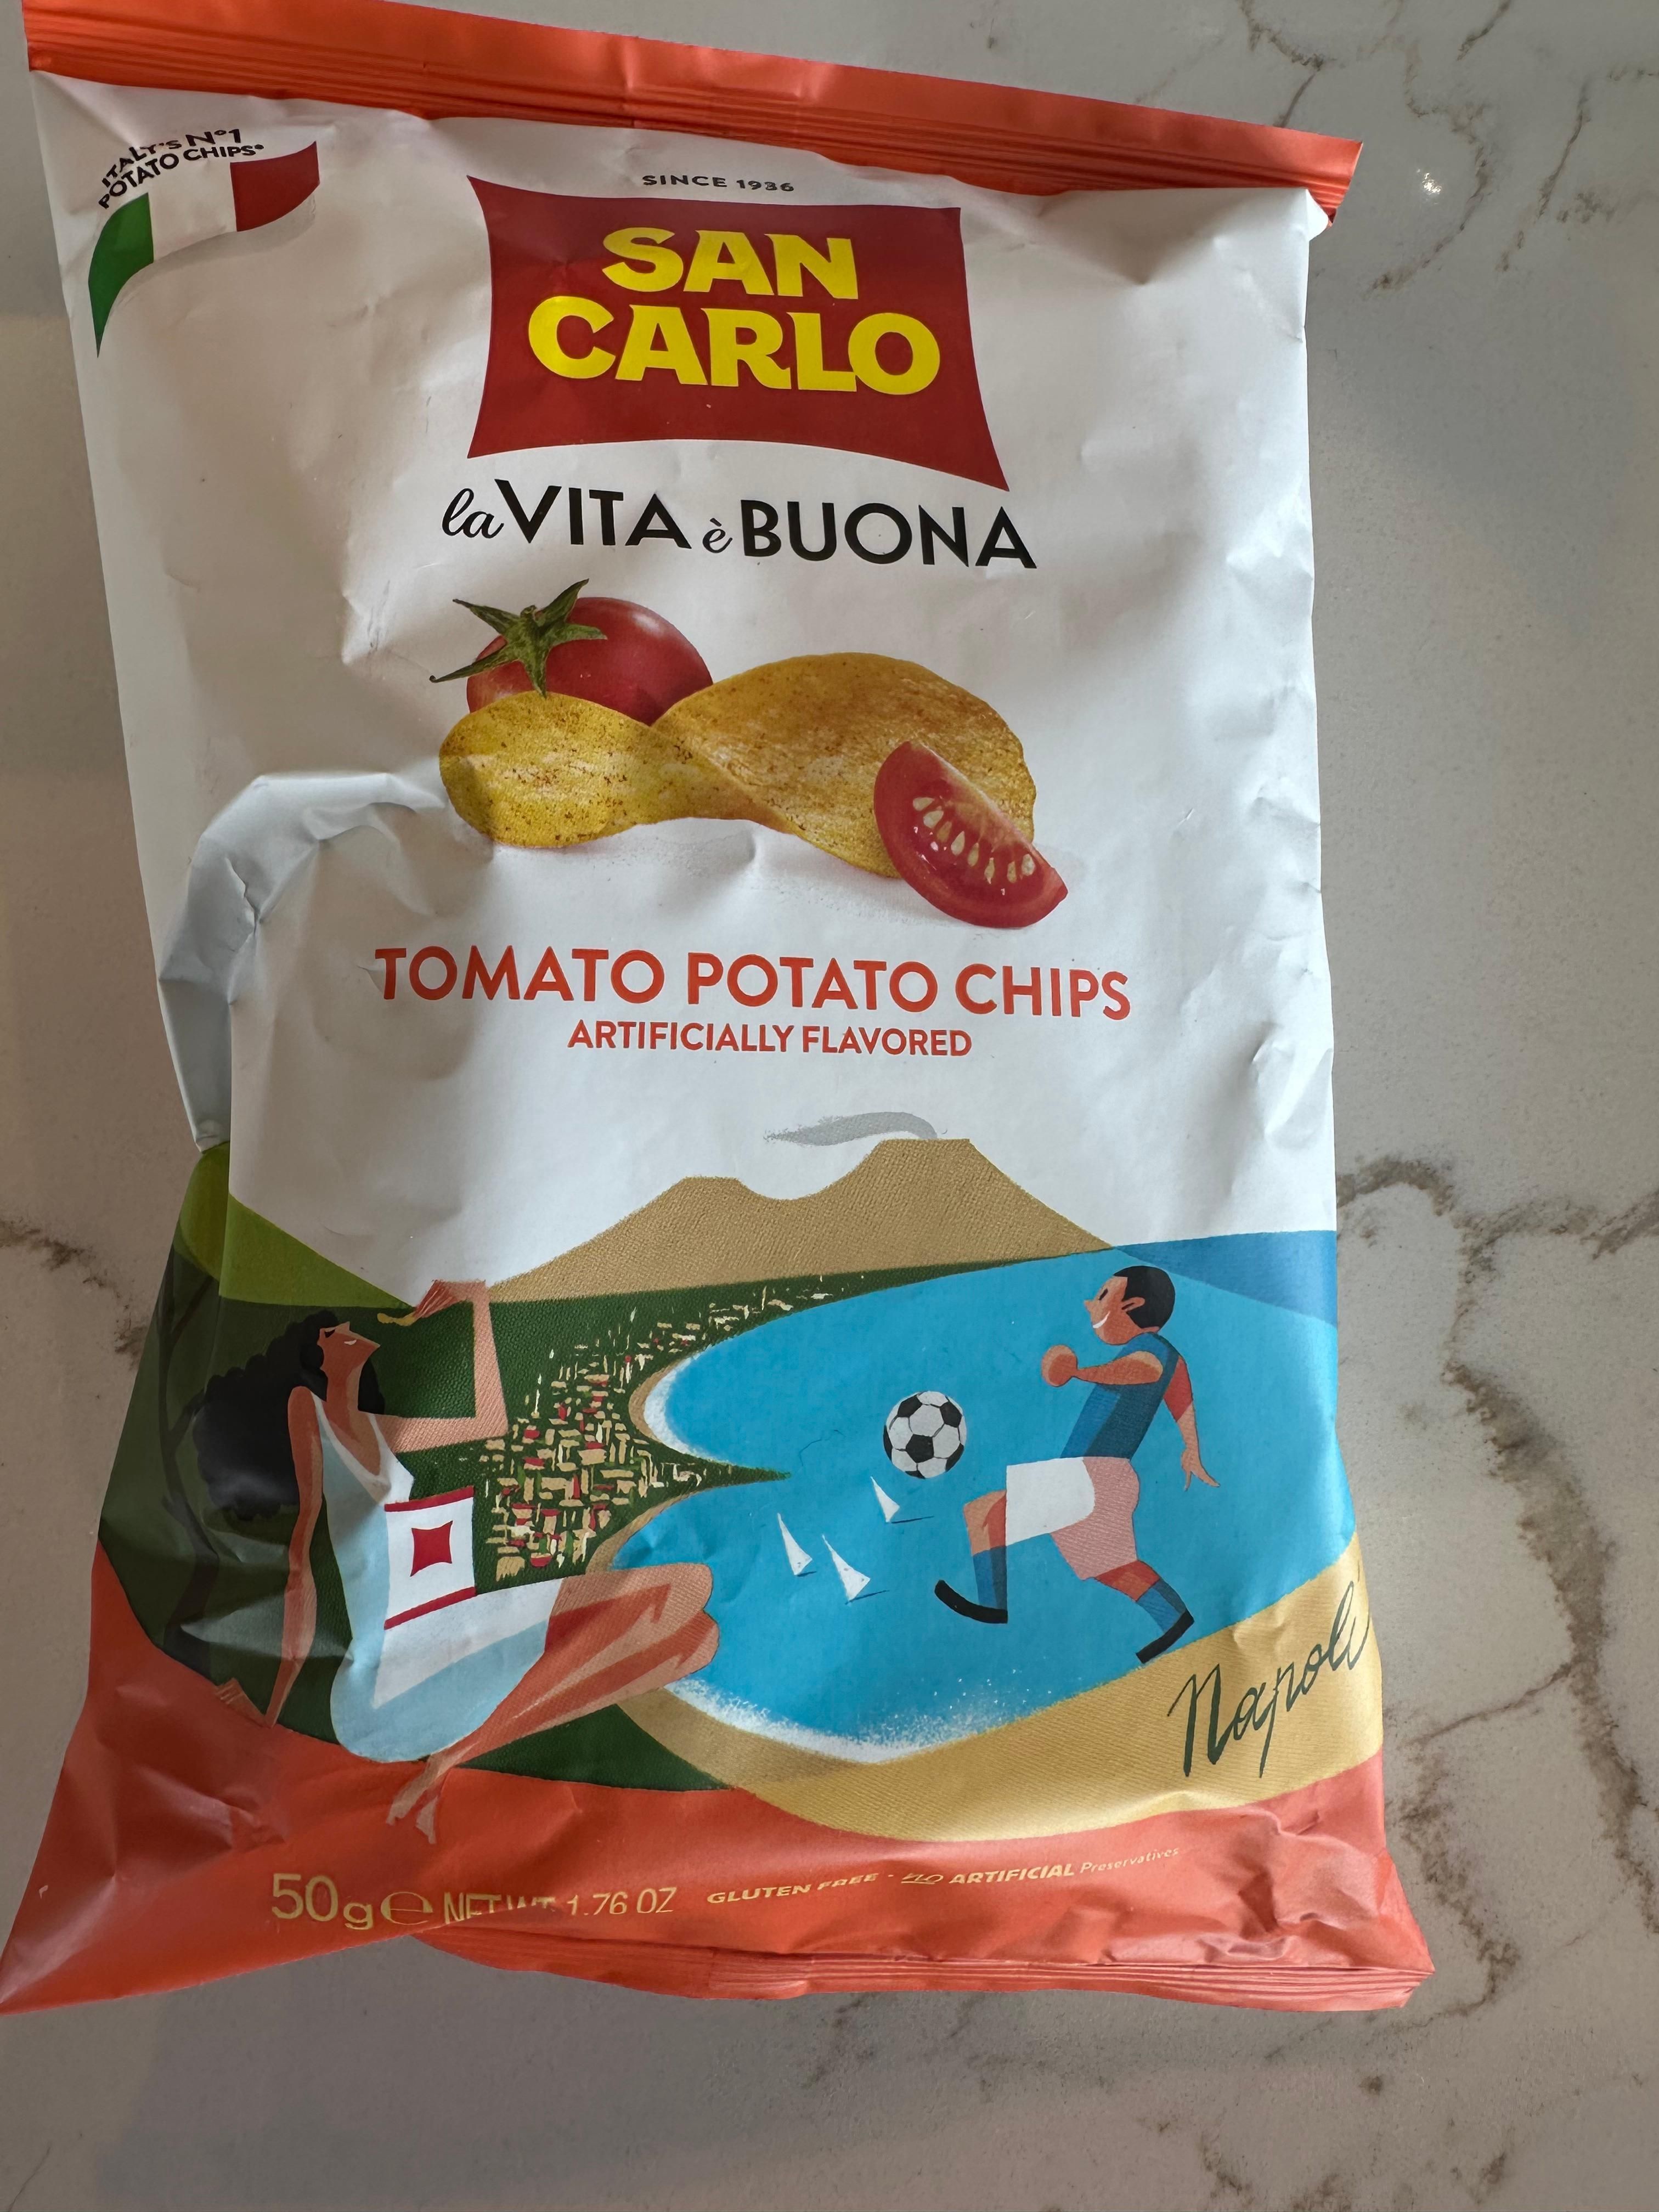 ITALY'S N°1
POTATO CHIPS*
SINCE 1936
SAN
CARLO
la VITA è BUONA
TOMATO POTATO CHIPS
ARTIFICIALLY FLAVORED
Napoli
50g e NET WT 1.76 OZ
GLUTEN FREE - NO ARTIFICIAL Preservatives